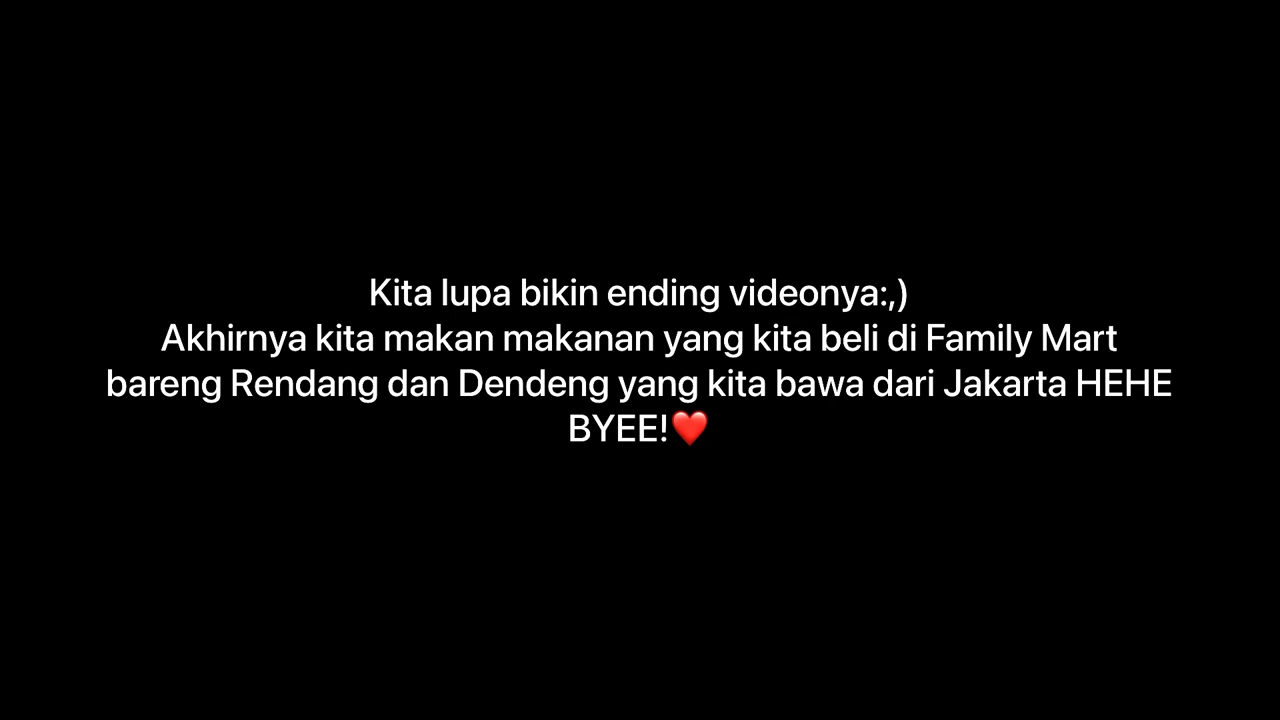 Kita lupa bikin ending videonya:,)
Akhirnya kita makan makanan yang kita beli di Family Mart
bareng Rendang dan Dendeng yang kita bawa dari Jakarta HEHE
BYEE!❤️